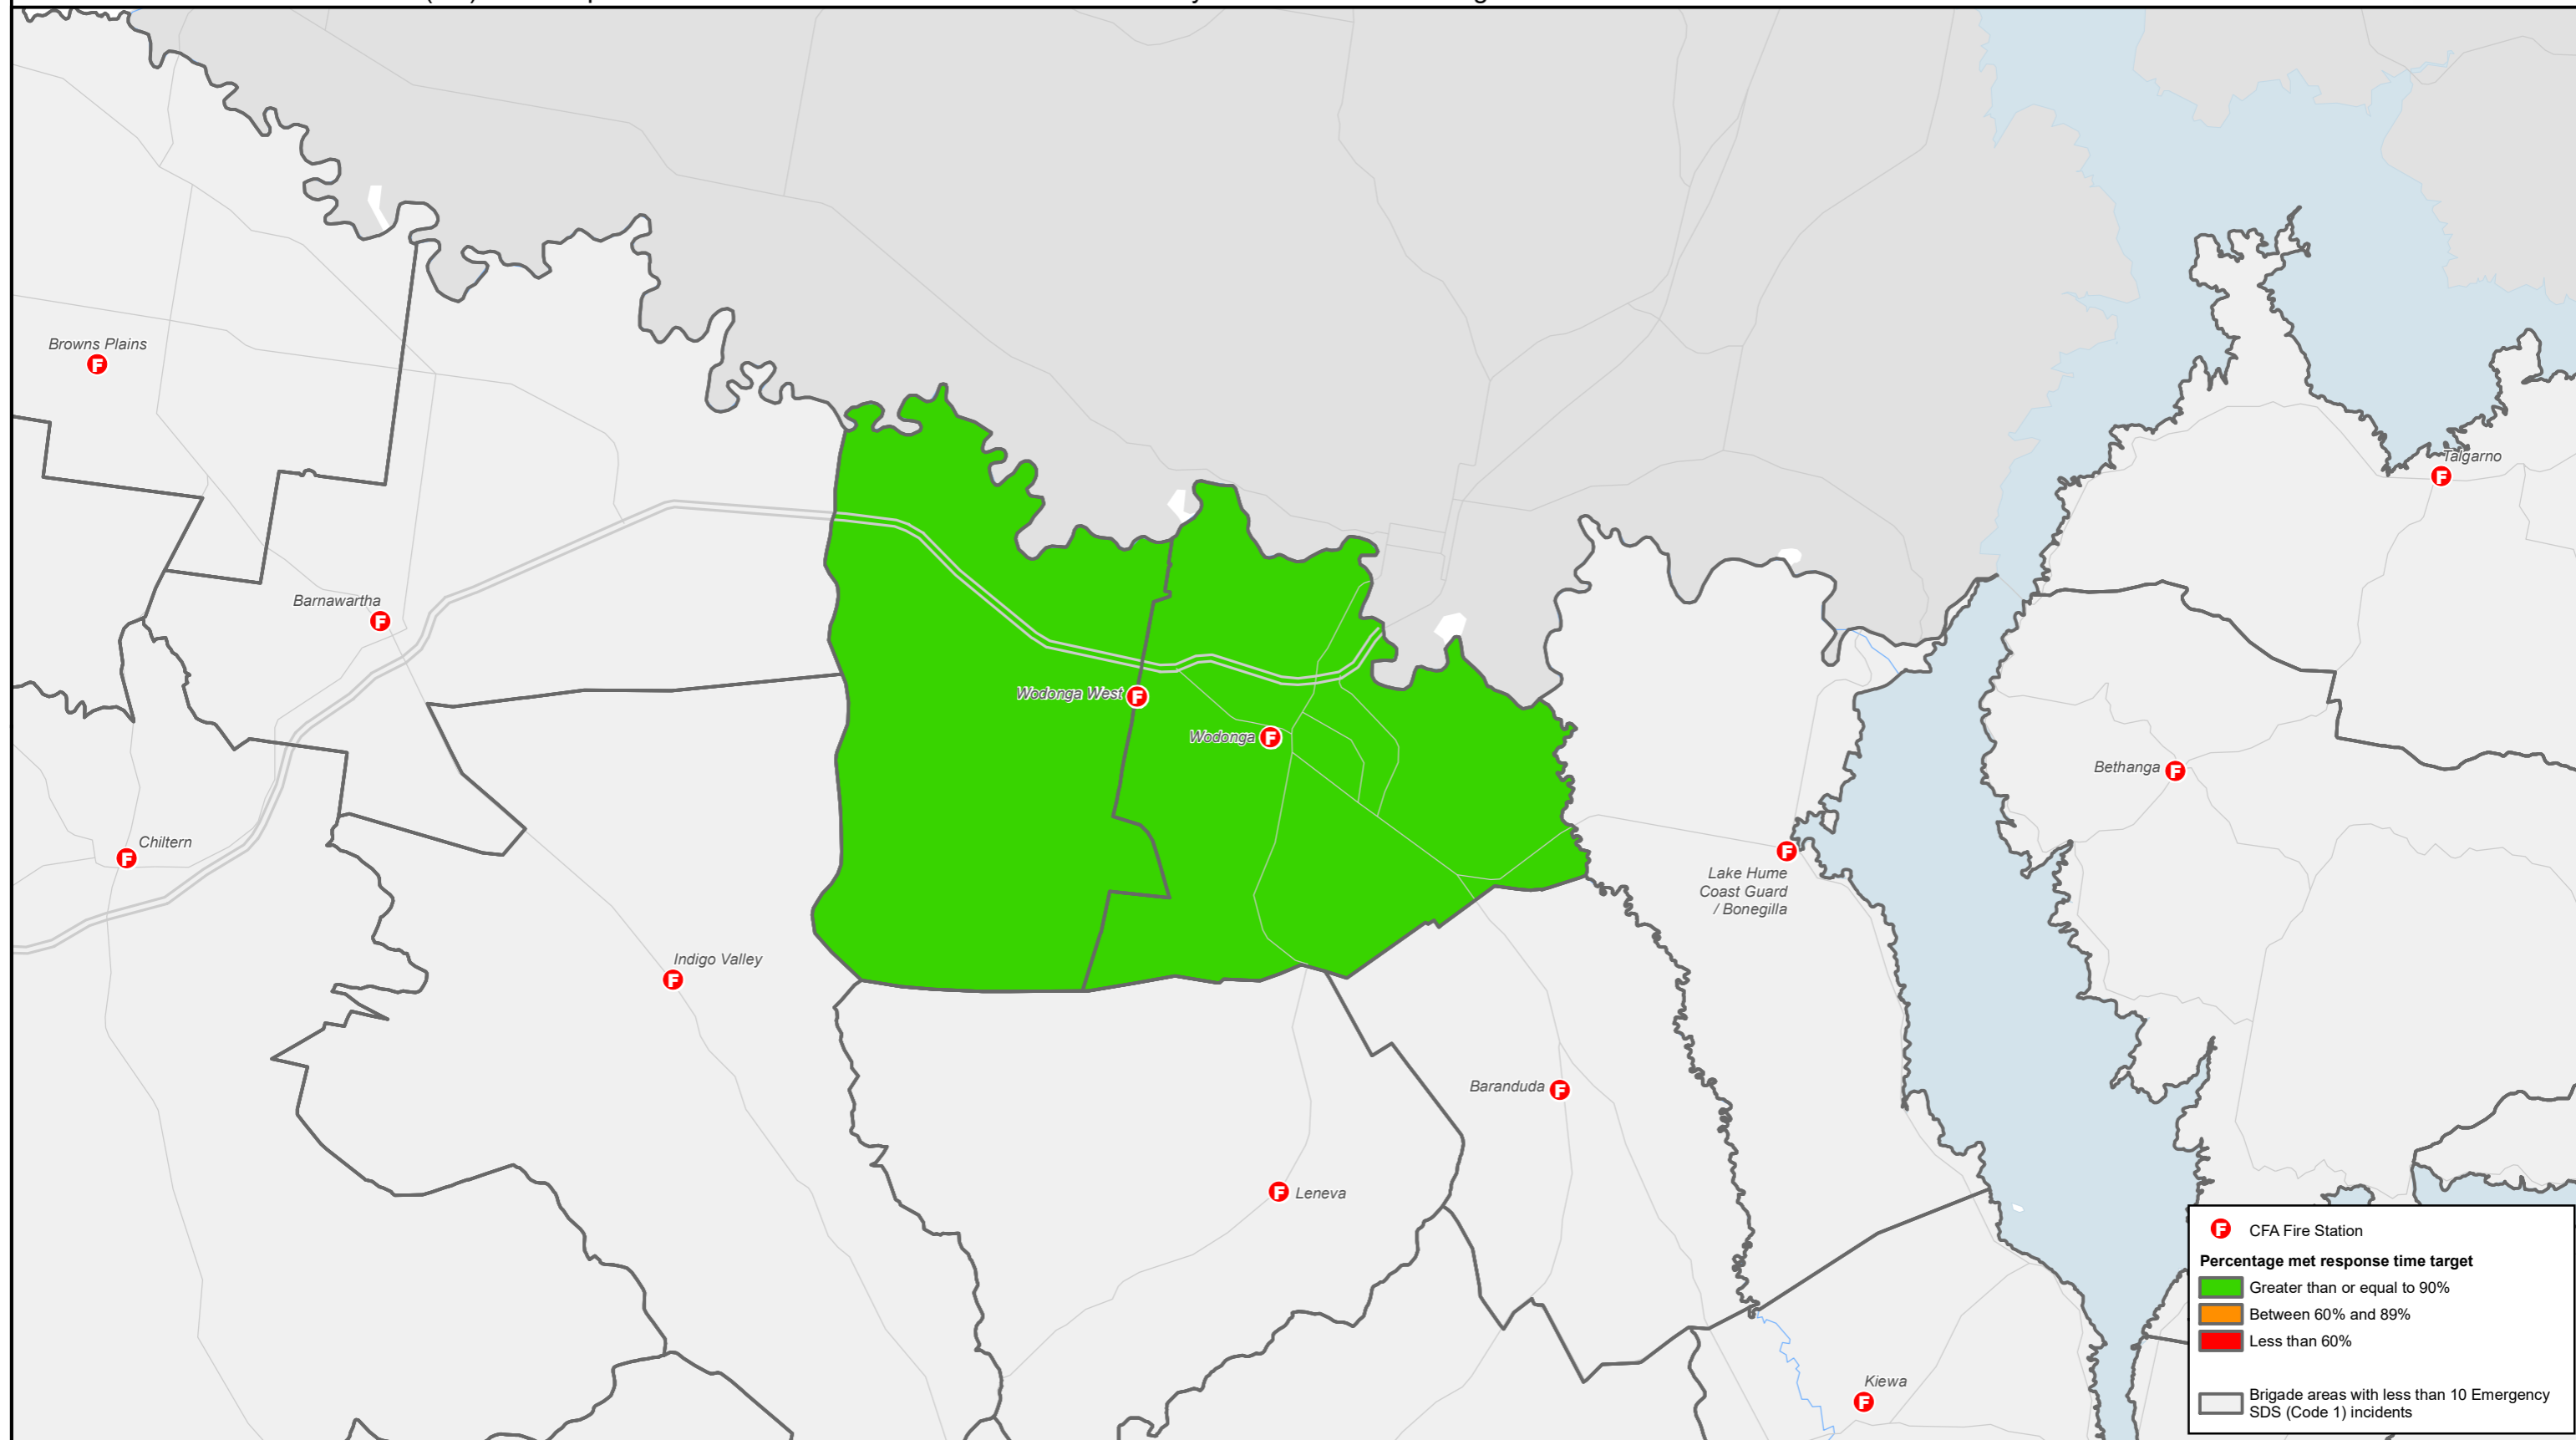 Browns Plains
Talgarno
Barnawartha
Wodonga West
Wodonga
Bethanga
Chiltern
Lake Hume
Coast Guard
/ Bonegilla
Indigo Valley
Baranduda
Leneva
Kiewa
CFA Fire Station
Percentage met response time target
Greater than or equal to 90%
Between 60% and 89%
Less than 60%
Brigade areas with less than 10 Emergency
SDS (Code 1) incidents